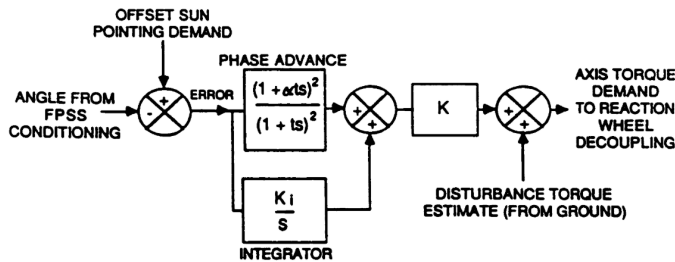 OFFSET SUN
POINTING DEMAND
PHASE ADVANCE
ANGLE FROM
FPSS
CONDITIONING
+
-
ERROR
(1 + αts)²
(1 + ts)²
+
+
K
+
+
AXIS TORQUE
DEMAND
TO REACTION
WHEEL
DECOUPLING
Ki
S
INTEGRATOR
DISTURBANCE TORQUE
ESTIMATE (FROM GROUND)